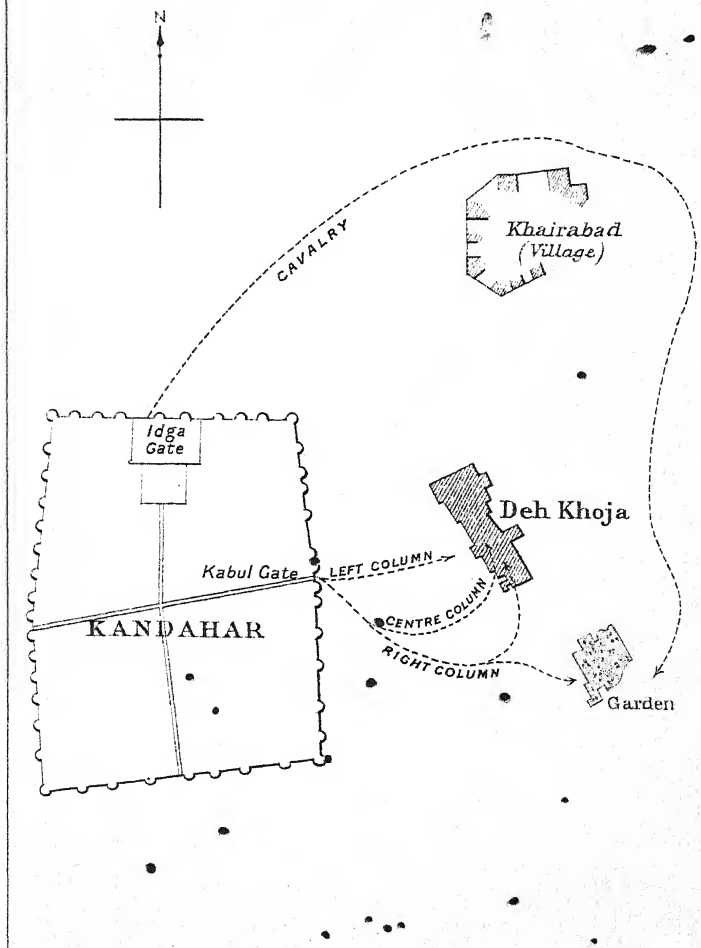 N
CAVALRY
Khairabad
(Village)
Idga
Gate
Deh Khoja
Kabul Gate
LEFT COLUMN
CENTRE COLUMN
KANDAHAR
RIGHT COLUMN
Garden